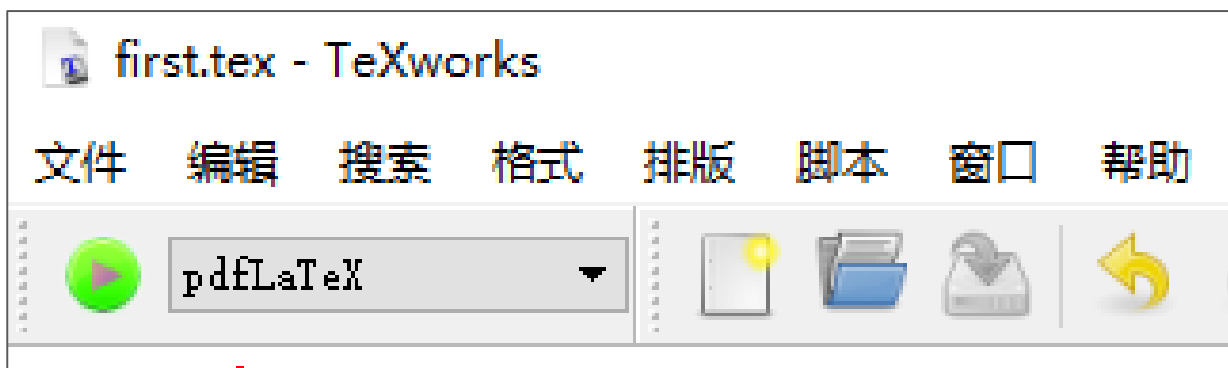 first.tex - TeXworks
文件 编辑 搜索 格式 排版 脚本 窗口 帮助
pdfLaTeX